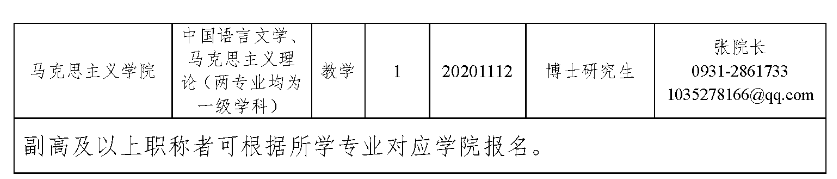 马克思主义学院
中国语言文学、
马克思主义理
论（两专业均为
一级学科）
教学
1
20201112
博士研究生
张院长
0931-2861733
1035278166@qq.com
副高及以上职称者可根据所学专业对应学院报名。